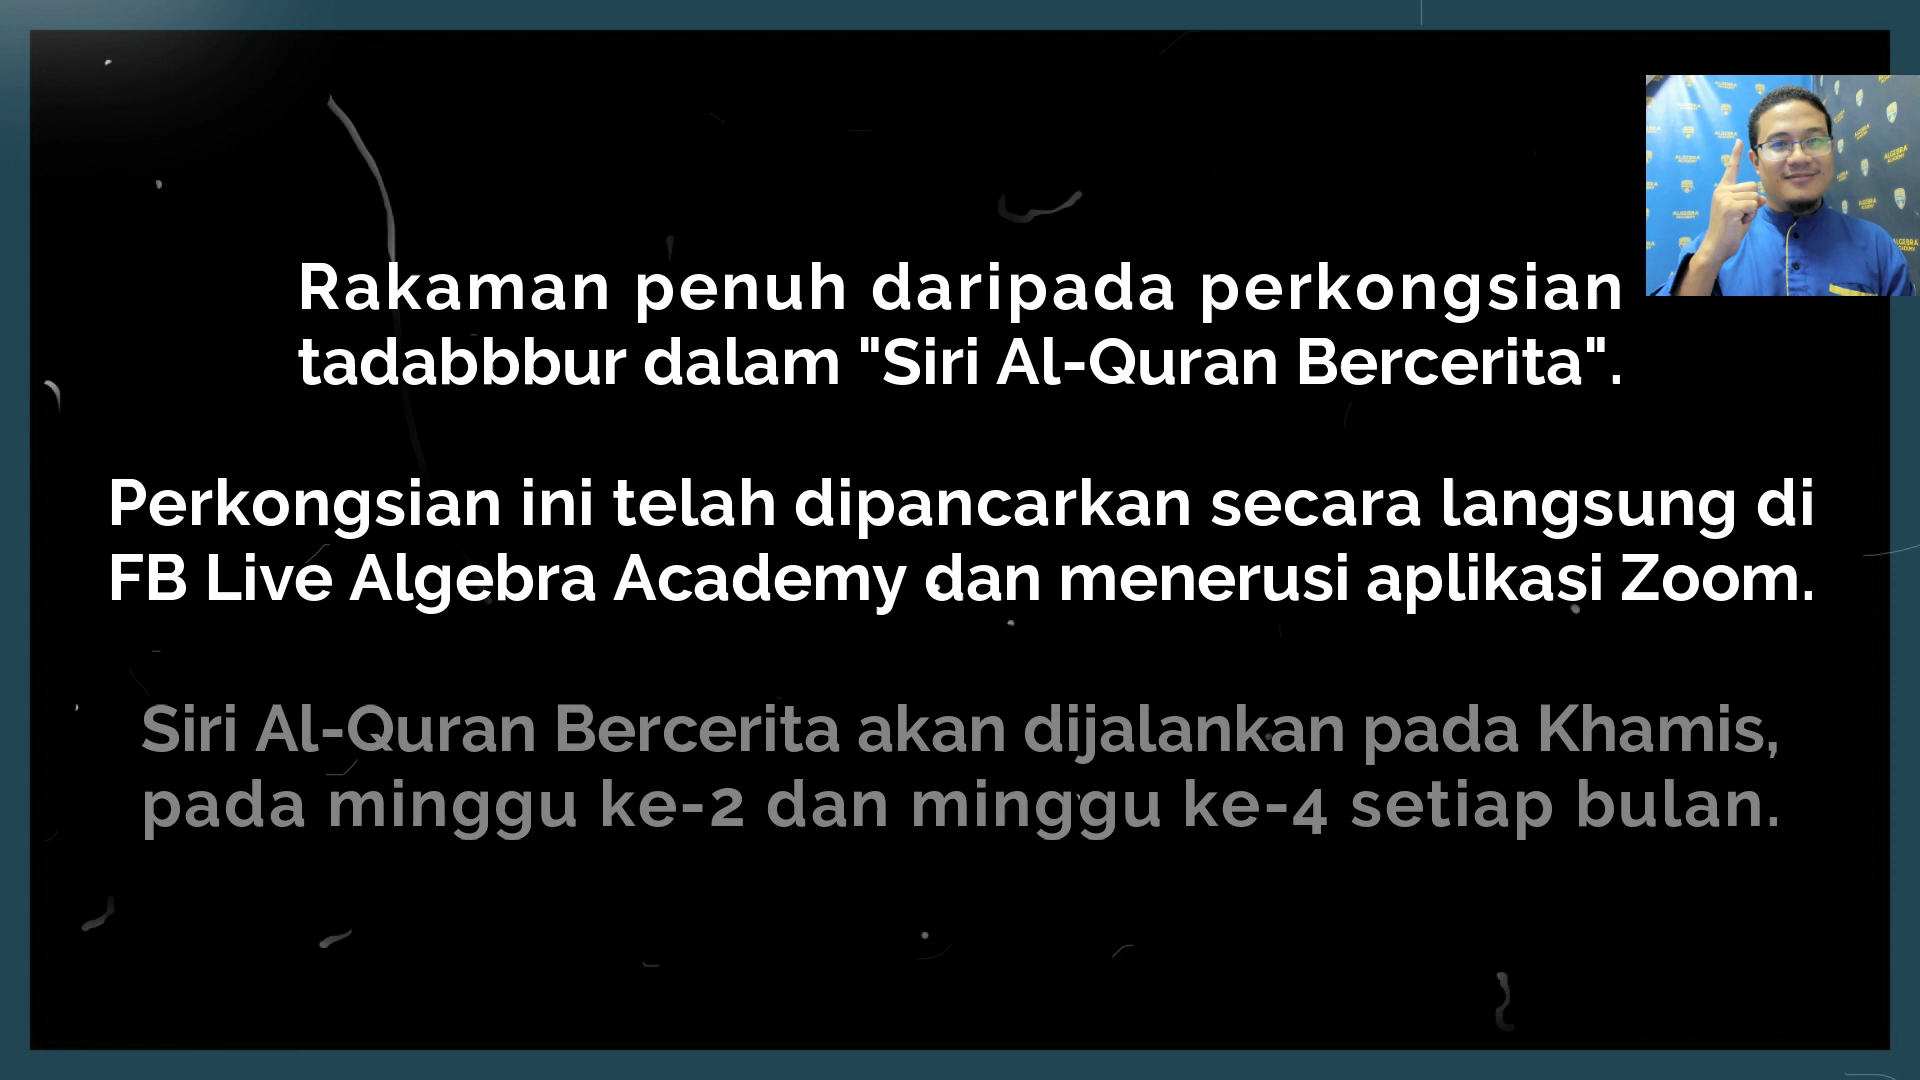 Rakaman penuh daripada perkongsian
tadabbbur dalam "Siri Al-Quran Bercerita".
Perkongsian ini telah dipancarkan secara langsung di
FB Live Algebra Academy dan menerusi aplikasi Zoom.
Siri Al-Quran Bercerita akan dijalankan pada Khamis,
pada minggu ke-2 dan minggu ke-4 setiap bulan.
ALGEBRA
ACADEMY